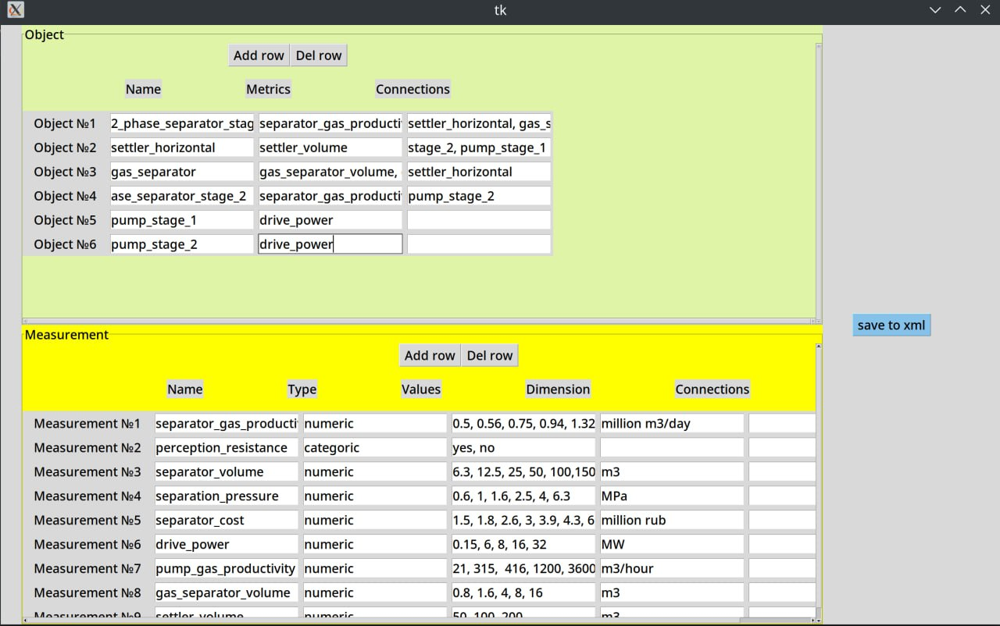 tk
Object
Add row Del row
Name Metrics Connections
Object №1 2_phase_separator_stag separator_gas_producti settler_horizontal, gas_s
Object №2 settler_horizontal settler_volume stage_2, pump_stage_1
Object №3 gas_separator gas_separator_volume, settler_horizontal
Object №4 ase_separator_stage_2 separator_gas_producti pump_stage_2
Object №5 pump_stage_1 drive_power
Object №6 pump_stage_2 drive_power
save to xml
Measurement
Add row Del row
Name Type Values Dimension Connections
Measurement №1 separator_gas_producti numeric 0.5, 0.56, 0.75, 0.94, 1.32 million m3/day
Measurement №2 perception_resistance categoric yes, no
Measurement №3 separator_volume numeric 6.3, 12.5, 25, 50, 100,150 m3
Measurement №4 separation_pressure numeric 0.6, 1, 1.6, 2.5, 4, 6.3 MPa
Measurement №5 separator_cost numeric 1.5, 1.8, 2.6, 3, 3.9, 4.3, 6 million rub
Measurement №6 drive_power numeric 0.15, 6, 8, 16, 32 MW
Measurement №7 pump_gas_productivity numeric 21, 315,  416, 1200, 3600 m3/hour
Measurement №8 gas_separator_volume numeric 0.8, 1.6, 4, 8, 16 m3
Measurement №9 settler_volume numeric 50, 100, 200 m3